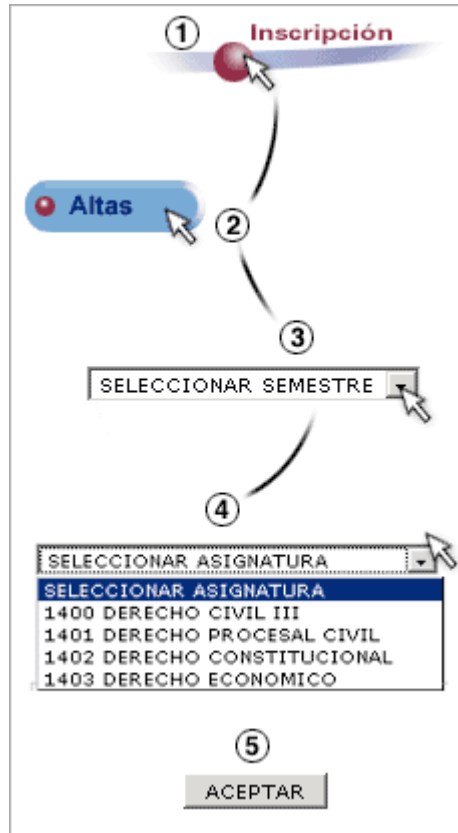 1 Inscripción
Altas
2
3
SELECCIONAR SEMESTRE
4
SELECCIONAR ASIGNATURA
SELECCIONAR ASIGNATURA
1400 DERECHO CIVIL III
1401 DERECHO PROCESAL CIVIL
1402 DERECHO CONSTITUCIONAL
1403 DERECHO ECONOMICO
5
ACEPTAR